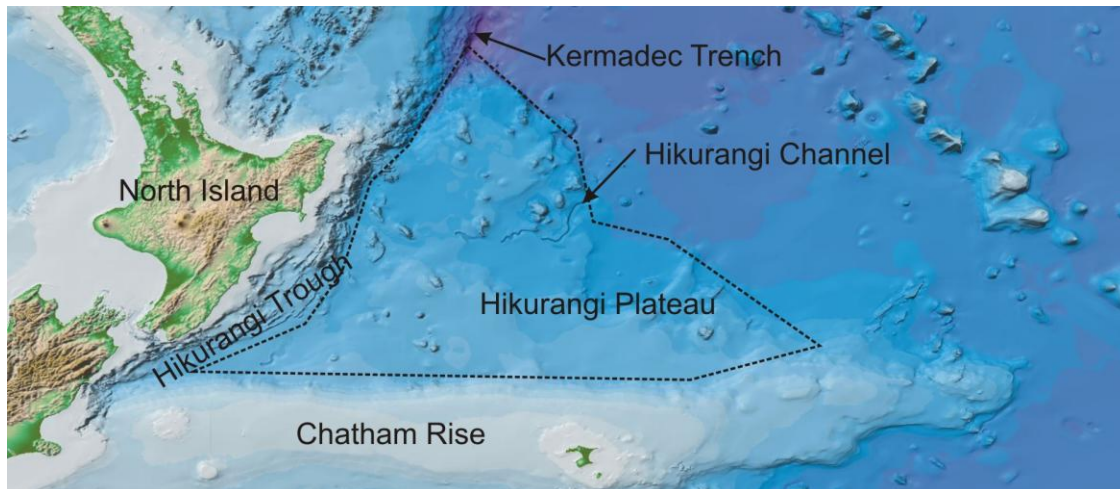 Kermadec Trench
Hikurangi Channel
North Island
Hikurangi Trough
Hikurangi Plateau
Chatham Rise